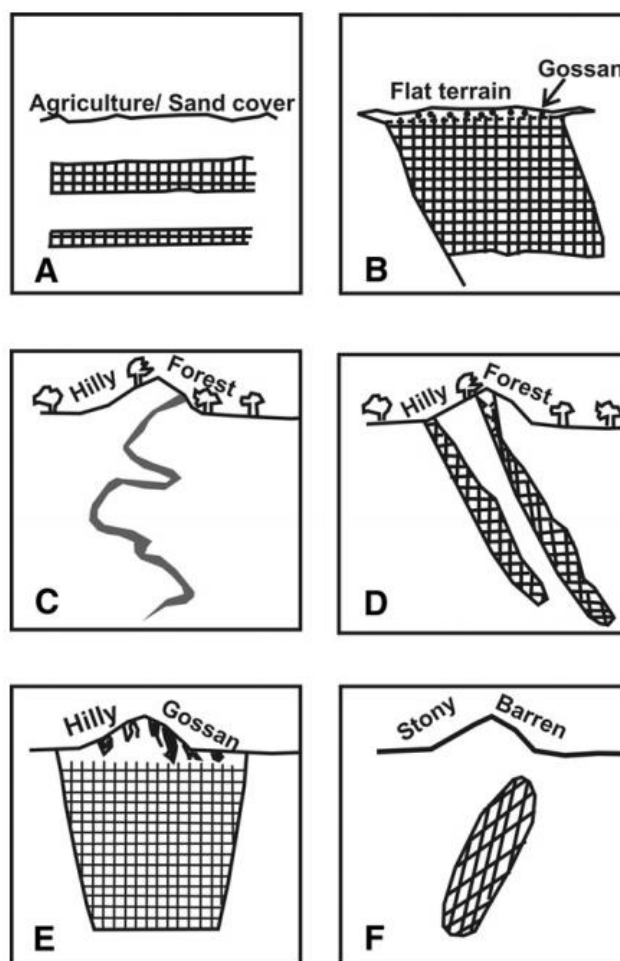 Agriculture/ Sand cover
A
Gossan
Flat terrain
B
Hilly Forest
C
Hilly Forest
D
Hilly Gossan
E
Stony Barren
F